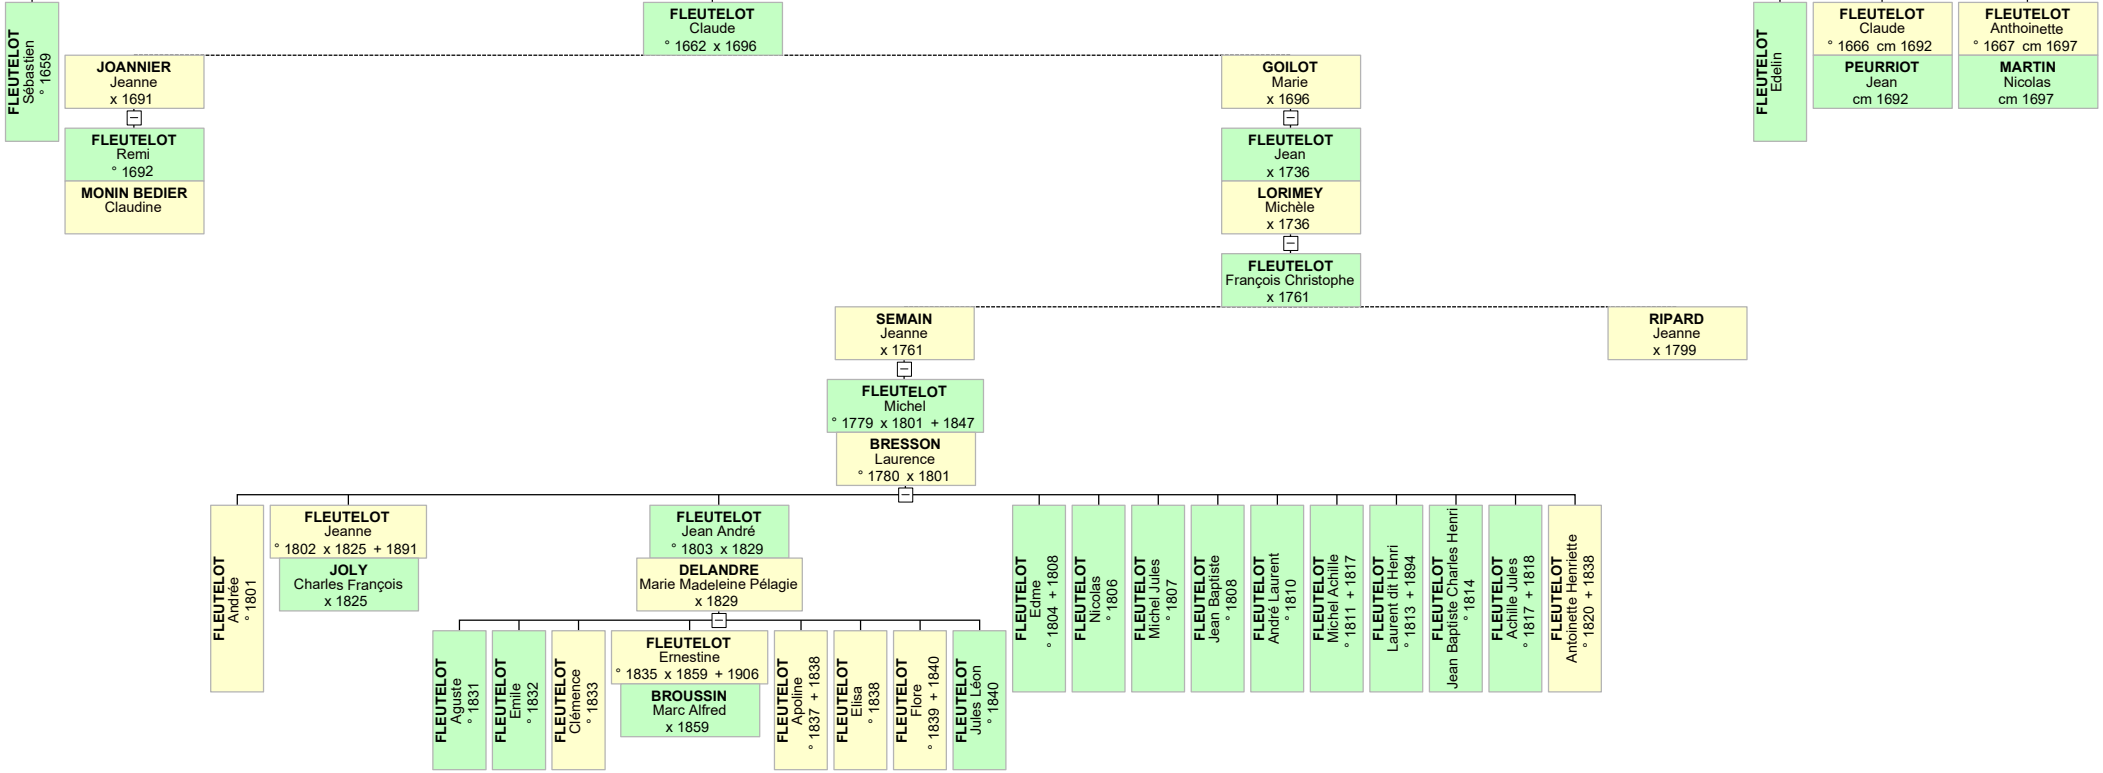 FLEUTELOT
Sébastien
° 1659
FLEUTELOT
Claude
° 1662 x 1696
FLEUTELOT
Edelin
FLEUTELOT
Claude
° 1666 cm 1692
PEURRIOT
Jean
cm 1692
FLEUTELOT
Anthoinette
° 1667 cm 1697
MARTIN
Nicolas
cm 1697
JOANNIER
Jeanne
x 1691
FLEUTELOT
Remi
° 1692
MONIN BEDIER
Claudine
GOILOT
Marie
x 1696
FLEUTELOT
Jean
x 1736
LORIMEY
Michèle
x 1736
FLEUTELOT
François Christophe
x 1761
SEMAIN
Jeanne
x 1761
RIPARD
Jeanne
x 1799
FLEUTELOT
Michel
° 1779 x 1801 + 1847
BRESSON
Laurence
° 1780 x 1801
FLEUTELOT
Andrée
° 1801
FLEUTELOT
Jeanne
° 1802 x 1825 + 1891
JOLY
Charles François
x 1825
FLEUTELOT
Jean André
° 1803 x 1829
DELANDRE
Marie Madeleine Pélagie
x 1829
FLEUTELOT
Edme
° 1804 + 1808
FLEUTELOT
Nicolas
° 1806
FLEUTELOT
Michel Jules
° 1807
FLEUTELOT
Jean Baptiste
° 1808
FLEUTELOT
André Laurent
° 1810
FLEUTELOT
Michel Achille
° 1811 + 1817
FLEUTELOT
Laurent dit Henri
° 1813 + 1894
FLEUTELOT
Jean Baptiste Charles Henri
° 1814
FLEUTELOT
Achille Jules
° 1817 + 1818
FLEUTELOT
Antoinette Henriette
° 1820 + 1838
FLEUTELOT
Aguste
° 1831
FLEUTELOT
Emile
° 1832
FLEUTELOT
Clémence
° 1833
FLEUTELOT
Ernestine
° 1835 x 1859 + 1906
BROUSSIN
Marc Alfred
x 1859
FLEUTELOT
Apoline
° 1837 + 1838
FLEUTELOT
Elisa
° 1838
FLEUTELOT
Flore
° 1839 + 1840
FLEUTELOT
Jules Léon
° 1840